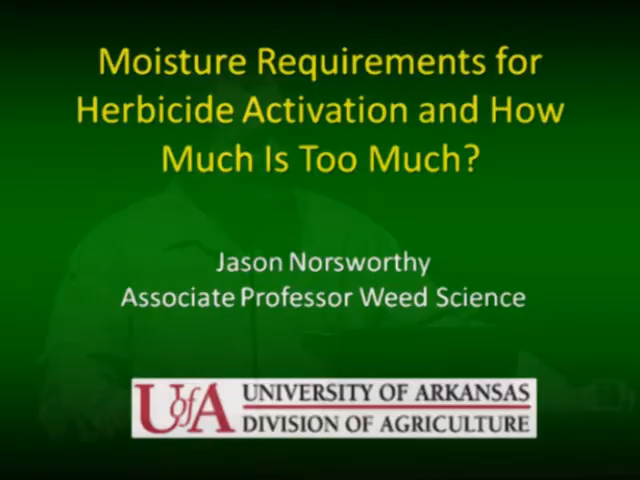 Moisture Requirements for
Herbicide Activation and How
Much Is Too Much?
Jason Norsworthy
Associate Professor Weed Science
UofA UNIVERSITY OF ARKANSAS
DIVISION OF AGRICULTURE